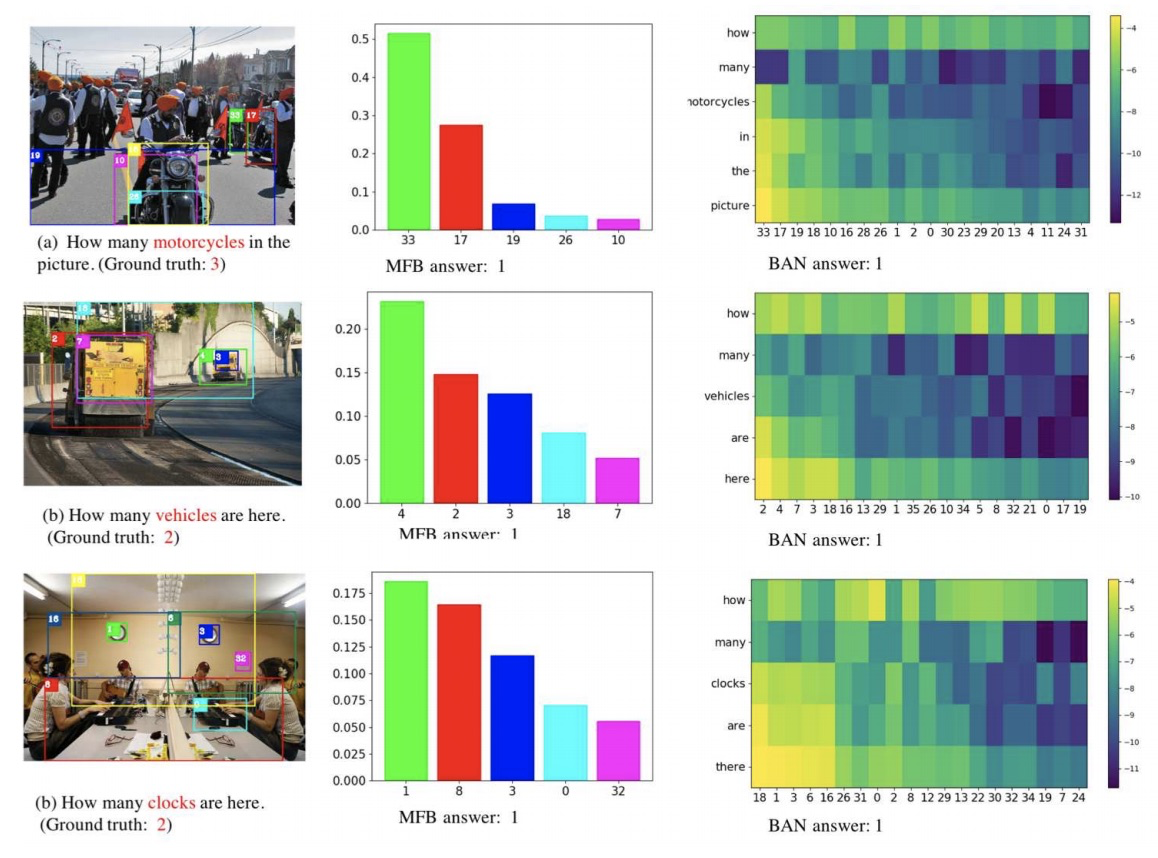 33 17
19 10
26
(a) How many motorcycles in the
picture. (Ground truth: 3)
0.5
0.4
0.3
0.2
0.1
0.0
33 17 19 26 10
MFB answer: 1
how
many
otorcycles
in
the
picture
33 17 19 18 10 16 28 26 1 2 0 30 23 29 20 13 4 11 24 31
−4
−6
−8
−10
−12
BAN answer: 1
2 7 4 3
(b) How many vehicles are here.
(Ground truth: 2)
0.20
0.15
0.10
0.05
0.00
4 2 3 18 7
MFB answer: 1
how
many
vehicles
are
here
2 4 7 3 18 16 13 29 1 35 26 10 34 5 8 32 21 0 17 19
−5
−6
−7
−8
−9
−10
BAN answer: 1
16 6
1 3
32
8
(b) How many clocks are here.
(Ground truth: 2)
0.175
0.150
0.125
0.100
0.075
0.050
0.025
0.000
1 8 3 0 32
MFB answer: 1
how
many
clocks
are
there
18 1 3 6 16 26 31 0 2 8 12 29 13 22 30 32 34 19 7 24
−4
−5
−6
−7
−8
−9
−10
−11
BAN answer: 1